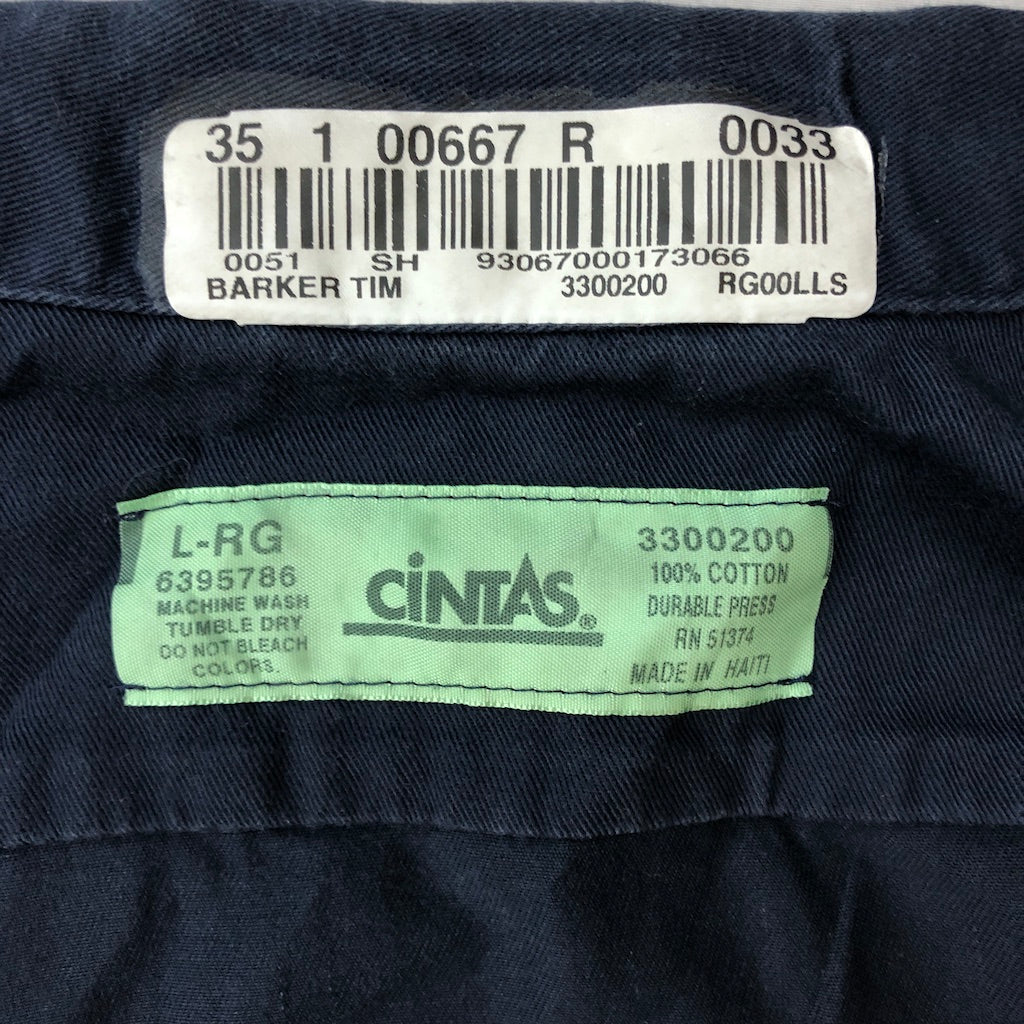 35 1 00667 R 0033
0051 SH 93067000173066
BARKER TIM 3300200 RG00LLS
L-RG
6395786
MACHINE WASH
TUMBLE DRY
DO NOT BLEACH
COLORS.
CiNTAS®
3300200
100% COTTON
DURABLE PRESS
RN 51374
MADE IN HAITI